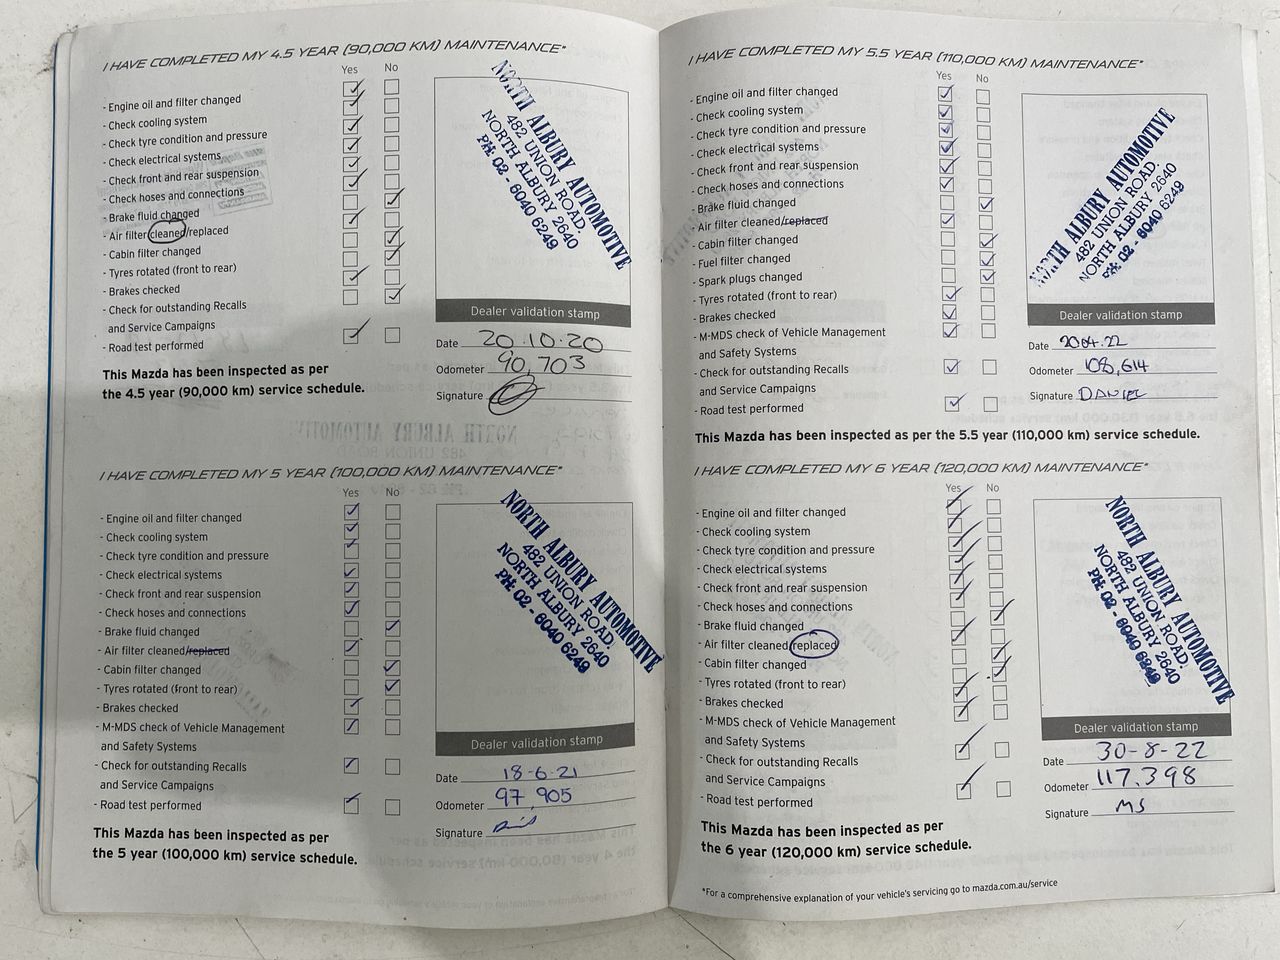 I HAVE COMPLETED MY 4.5 YEAR (90,000 KM) MAINTENANCE*
Yes No
- Engine oil and filter changed
- Check cooling system
- Check tyre condition and pressure
- Check electrical systems
- Check front and rear suspension
- Check hoses and connections
- Brake fluid changed
- Air filter cleaned/replaced
- Cabin filter changed
- Tyres rotated (front to rear)
- Brakes checked
- Check for outstanding Recalls
and Service Campaigns
- Road test performed
This Mazda has been inspected as per
the 4.5 year (90,000 km) service schedule.
NORTH ALBURY AUTOMOTIVE
482 UNION ROAD.
NORTH ALBURY 2640
PH: 02 - 6040 6249
Dealer validation stamp
Date 20.10.20
Odometer 90,703
Signature
I HAVE COMPLETED MY 5 YEAR (100,000 KM) MAINTENANCE*
Yes No
- Engine oil and filter changed
- Check cooling system
- Check tyre condition and pressure
- Check electrical systems
- Check front and rear suspension
- Check hoses and connections
- Brake fluid changed
- Air filter cleaned/replaced
- Cabin filter changed
- Tyres rotated (front to rear)
- Brakes checked
- M-MDS check of Vehicle Management
and Safety Systems
- Check for outstanding Recalls
and Service Campaigns
- Road test performed
This Mazda has been inspected as per
the 5 year (100,000 km) service schedule.
NORTH ALBURY AUTOMOTIVE
482 UNION ROAD.
NORTH ALBURY 2640
PH: 02 - 6040 6249
Dealer validation stamp
Date 18-6-21
Odometer 97,905
Signature
I HAVE COMPLETED MY 5.5 YEAR (110,000 KM) MAINTENANCE*
Yes No
- Engine oil and filter changed
- Check cooling system
- Check tyre condition and pressure
- Check electrical systems
- Check front and rear suspension
- Check hoses and connections
- Brake fluid changed
- Air filter cleaned/replaced
- Cabin filter changed
- Fuel filter changed
- Spark plugs changed
- Tyres rotated (front to rear)
- Brakes checked
- M-MDS check of Vehicle Management
and Safety Systems
- Check for outstanding Recalls
and Service Campaigns
- Road test performed
This Mazda has been inspected as per the 5.5 year (110,000 km) service schedule.
NORTH ALBURY AUTOMOTIVE
482 UNION ROAD.
NORTH ALBURY 2640
PH: 02 - 6040 6249
Dealer validation stamp
Date 2004.22
Odometer 108,614
Signature DANIEL
I HAVE COMPLETED MY 6 YEAR (120,000 KM) MAINTENANCE*
Yes No
- Engine oil and filter changed
- Check cooling system
- Check tyre condition and pressure
- Check electrical systems
- Check front and rear suspension
- Check hoses and connections
- Brake fluid changed
- Air filter cleaned/replaced
- Cabin filter changed
- Tyres rotated (front to rear)
- Brakes checked
- M-MDS check of Vehicle Management
and Safety Systems
- Check for outstanding Recalls
and Service Campaigns
- Road test performed
This Mazda has been inspected as per
the 6 year (120,000 km) service schedule.
NORTH ALBURY AUTOMOTIVE
482 UNION ROAD.
NORTH ALBURY 2640
PH: 02 - 6040 6249
Dealer validation stamp
Date 30-8-22
Odometer 117,398
Signature MS
*For a comprehensive explanation of your vehicle's servicing go to mazda.com.au/service